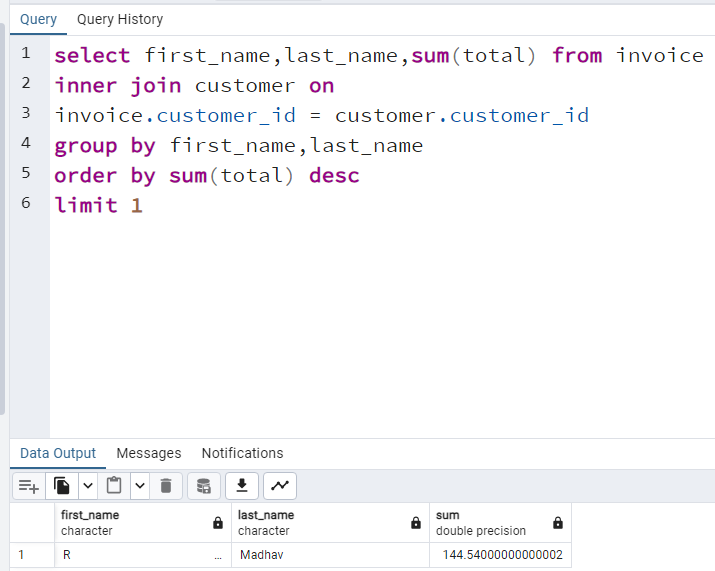 Query Query History
1 select first_name,last_name,sum(total) from invoice
2 inner join customer on
3 invoice.customer_id = customer.customer_id
4 group by first_name,last_name
5 order by sum(total) desc
6 limit 1
Data Output Messages Notifications
first_name last_name sum
character character double precision
1 R ... Madhav 144.54000000000002